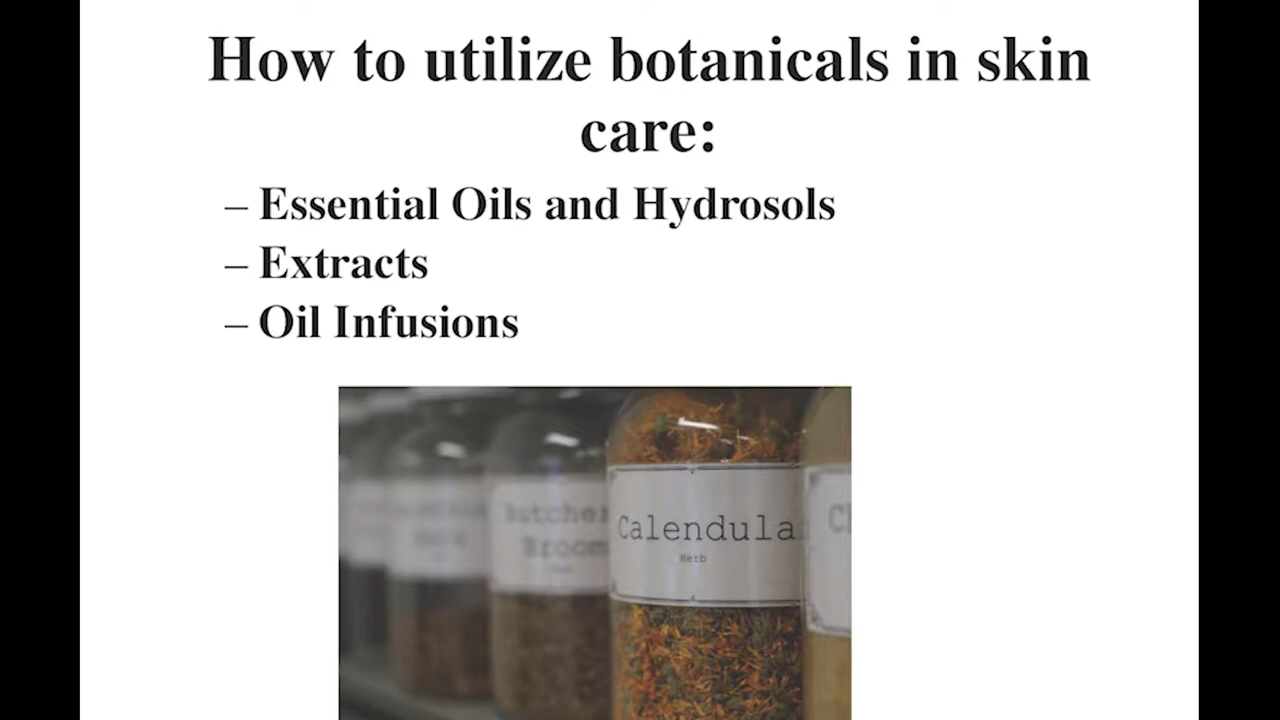 How to utilize botanicals in skin
care:
– Essential Oils and Hydrosols
– Extracts
– Oil Infusions
Butcher
Broom
Calendula
Herb